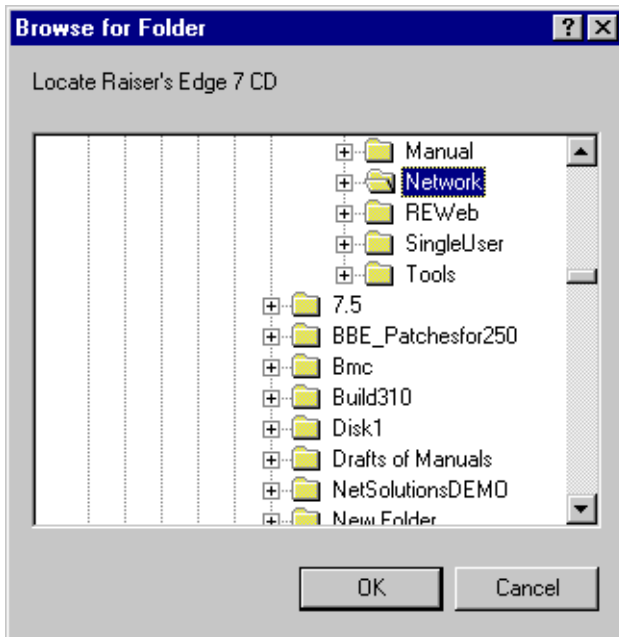 Browse for Folder
Locate Raiser's Edge 7 CD
Manual
Network
REWeb
SingleUser
Tools
7.5
BBE_Patchesfor250
Bmc
Build310
Disk1
Drafts of Manuals
NetSolutionsDEMO
New Folder
OK Cancel